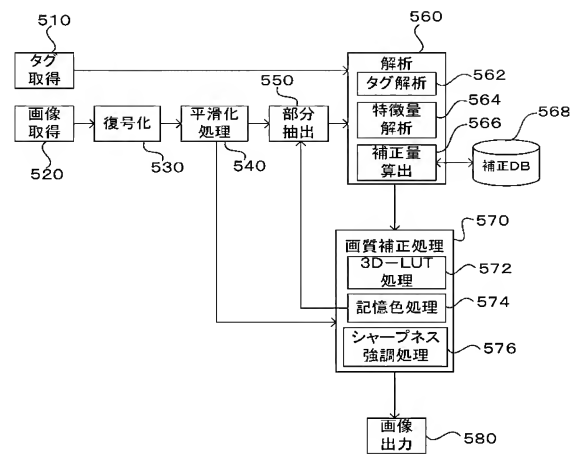 510
タグ
取得
画像
取得
520
復号化
530
平滑化
処理
540
550
部分
抽出
560
解析
タグ解析
562
特徴量
解析
564
補正量
算出
566
568
補正DB
570
画質補正処理
3D－LUT
処理
572
記憶色処理
574
シャープネス
強調処理
576
画像
出力
580